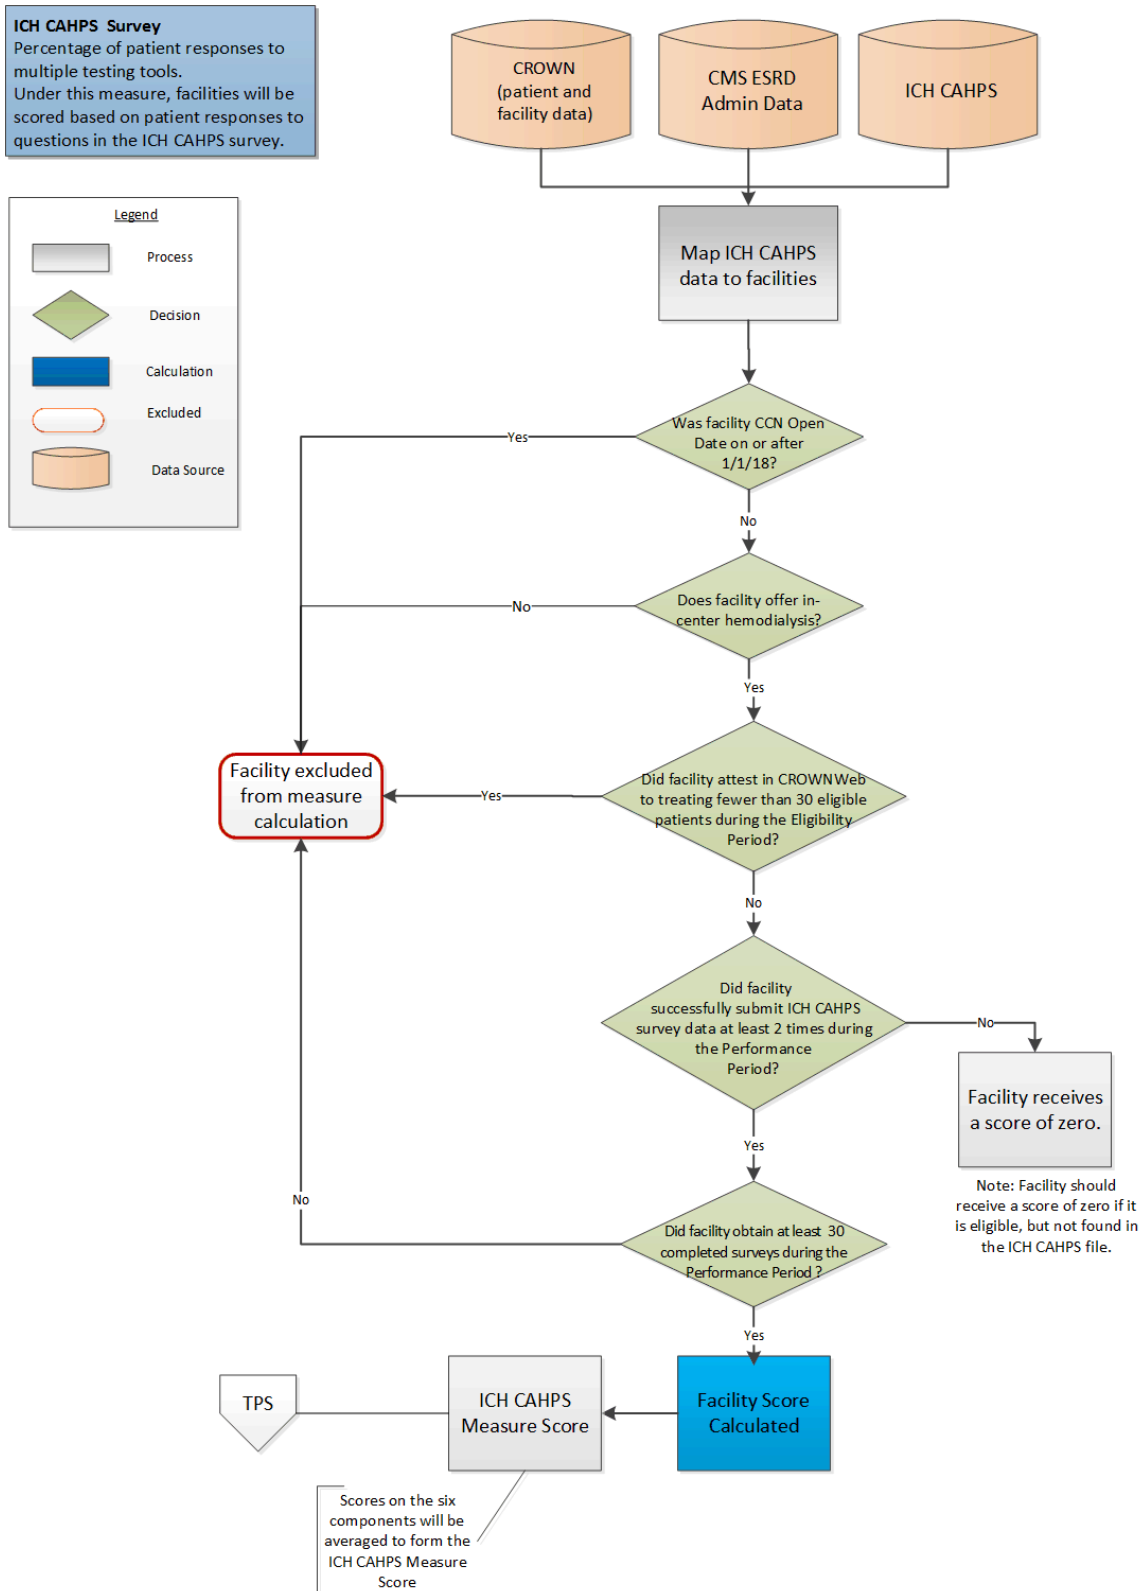 ICH CAHPS Survey
Percentage of patient responses to
multiple testing tools.
Under this measure, facilities will be
scored based on patient responses to
questions in the ICH CAHPS survey.
CROWN
(patient and
facility data)
CMS ESRD
Admin Data
ICH CAHPS
Legend
Process
Decision
Calculation
Excluded
Data Source
Map ICH CAHPS
data to facilities
Was facility CCN Open
Date on or after
1/1/18?
Yes
No
Does facility offer in-
center hemodialysis?
No
Yes
Did facility attest in CROWNWeb
to treating fewer than 30 eligible
patients during the Eligibility
Period?
Yes
Facility excluded
from measure
calculation
No
Did facility
successfully submit ICH CAHPS
survey data at least 2 times during
the Performance
Period?
No
Facility receives
a score of zero.
Note: Facility should
receive a score of zero if it
is eligible, but not found in
the ICH CAHPS file.
Yes
Did facility obtain at least 30
completed surveys during the
Performance Period ?
No
Yes
Facility Score
Calculated
ICH CAHPS
Measure Score
TPS
Scores on the six
components will be
averaged to form the
ICH CAHPS Measure
Score